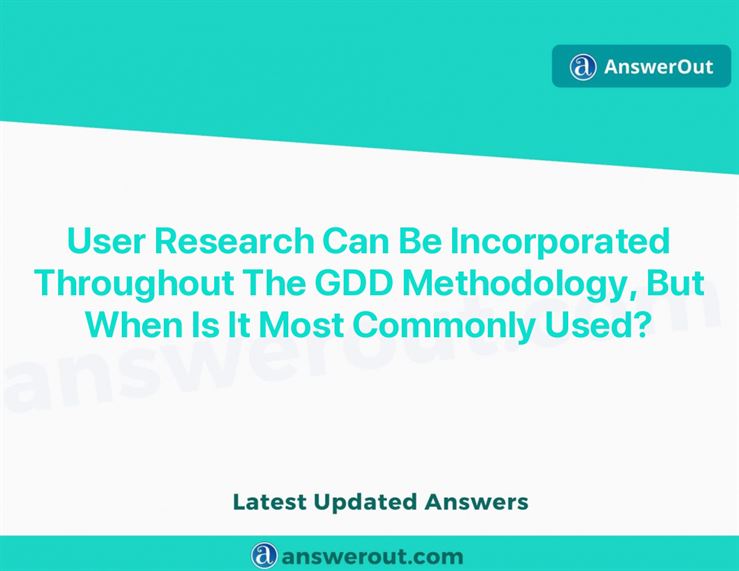 AnswerOut
User Research Can Be Incorporated
Throughout The GDD Methodology, But
When Is It Most Commonly Used?
answerout.com
Latest Updated Answers
answerout.com